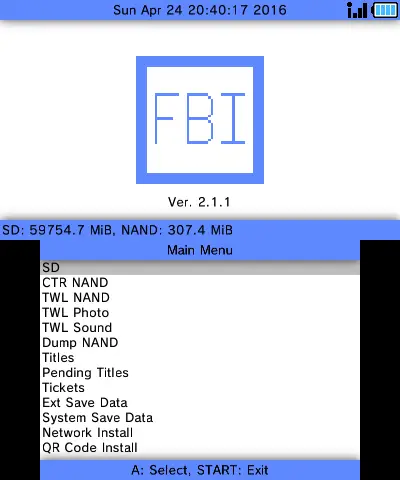 Sun Apr 24 20:40:17 2016
FBI
Ver. 2.1.1
SD: 59754.7 MiB, NAND: 307.4 MiB
Main Menu
SD
CTR NAND
TWL NAND
TWL Photo
TWL Sound
Dump NAND
Titles
Pending Titles
Tickets
Ext Save Data
System Save Data
Network Install
QR Code Install
A: Select, START: Exit